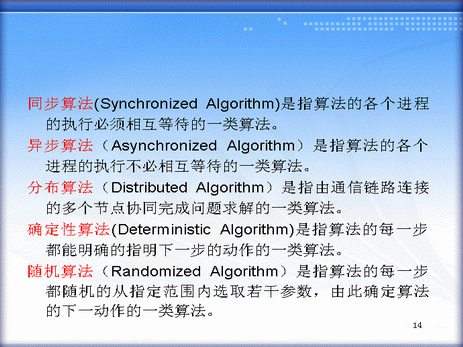 同步算法(Synchronized Algorithm)是指算法的各个进程
的执行必须相互等待的一类算法。
异步算法（Asynchronized Algorithm）是指算法的各个
进程的执行不必相互等待的一类算法。
分布算法（Distributed Algorithm）是指由通信链路连接
的多个节点协同完成问题求解的一类算法。
确定性算法(Deterministic Algorithm)是指算法的每一步
都能明确的指明下一步的动作的一类算法。
随机算法（Randomized Algorithm）是指算法的每一步
都随机的从指定范围内选取若干参数，由此确定算法
的下一动作的一类算法。
14